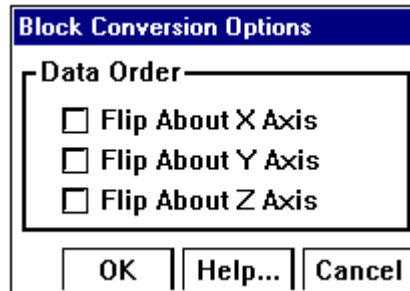 Block Conversion Options
Data Order
Flip About X Axis
Flip About Y Axis
Flip About Z Axis
OK Help... Cancel